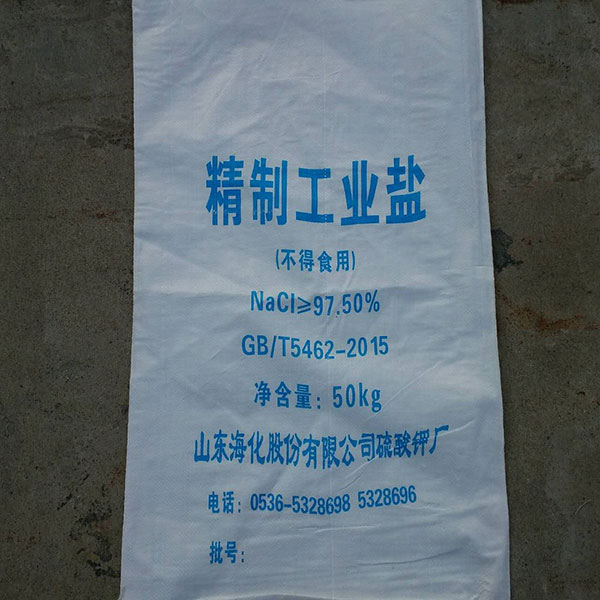 精制工业盐
(不得食用)
NaCl≥97.50%
GB/T5462-2015
净含量: 50kg
山东海化股份有限公司硫酸钾厂
电话: 0536-5328698 5328696
批号: